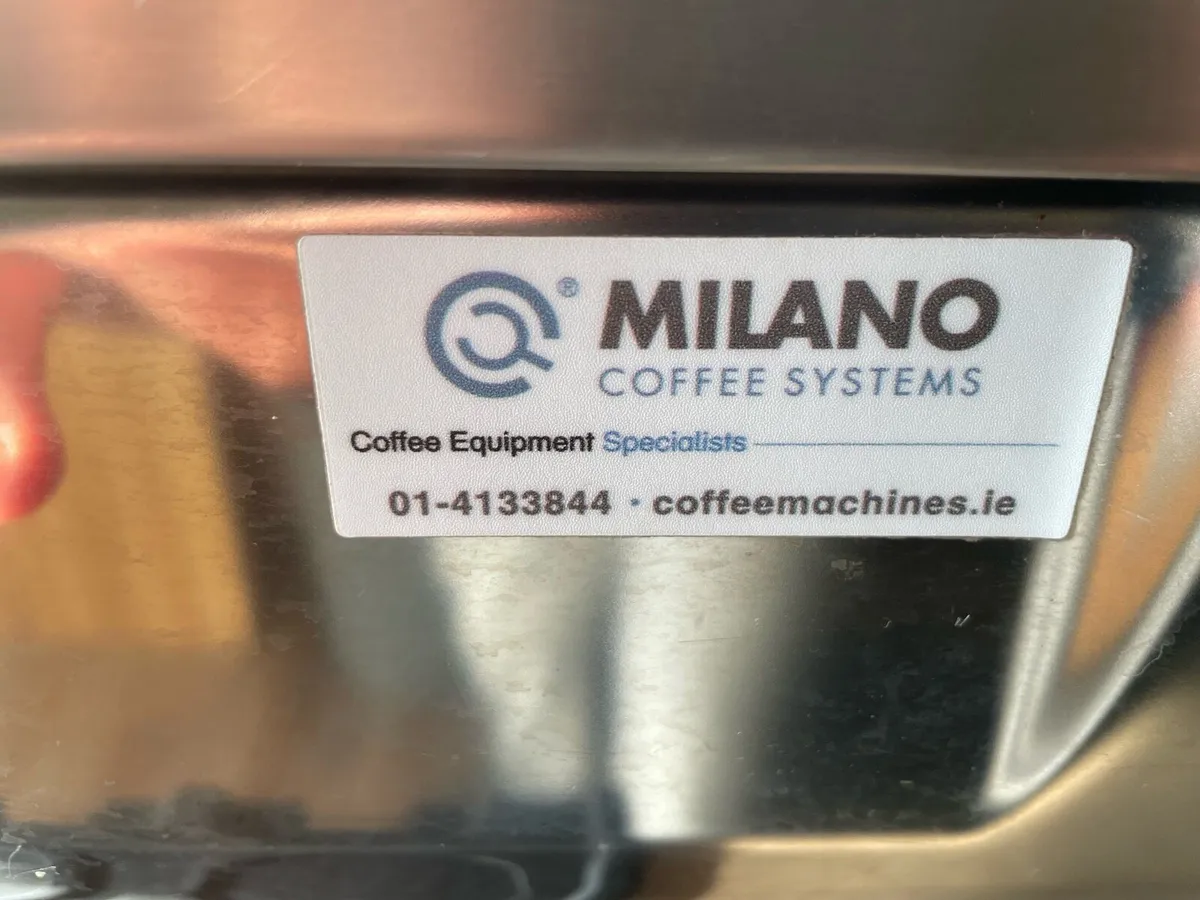 ® MILANO
COFFEE SYSTEMS
Coffee Equipment Specialists
01-4133844 • coffeemachines.ie